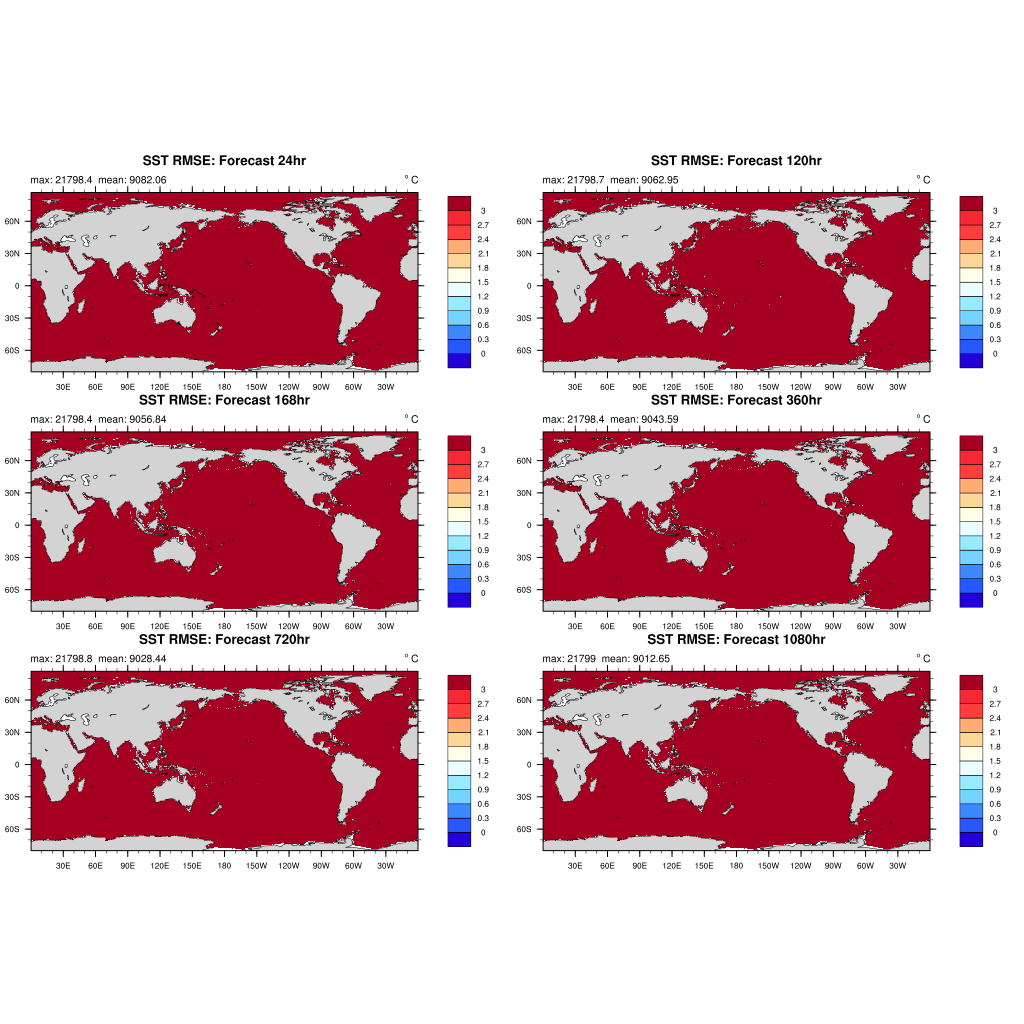 SST RMSE: Forecast 24hr
max: 21798.4 mean: 9082.06 °C
60N
30N
0
30S
60S
30E 60E 90E 120E 150E 180 150W 120W 90W 60W 30W
3
2.7
2.4
2.1
1.8
1.5
1.2
0.9
0.6
0.3
0
SST RMSE: Forecast 120hr
max: 21798.7 mean: 9062.95 °C
60N
30N
0
30S
60S
30E 60E 90E 120E 150E 180 150W 120W 90W 60W 30W
3
2.7
2.4
2.1
1.8
1.5
1.2
0.9
0.6
0.3
0
SST RMSE: Forecast 168hr
max: 21798.4 mean: 9056.84 °C
60N
30N
0
30S
60S
30E 60E 90E 120E 150E 180 150W 120W 90W 60W 30W
3
2.7
2.4
2.1
1.8
1.5
1.2
0.9
0.6
0.3
0
SST RMSE: Forecast 360hr
max: 21798.4 mean: 9043.59 °C
60N
30N
0
30S
60S
30E 60E 90E 120E 150E 180 150W 120W 90W 60W 30W
3
2.7
2.4
2.1
1.8
1.5
1.2
0.9
0.6
0.3
0
SST RMSE: Forecast 720hr
max: 21798.8 mean: 9028.44 °C
60N
30N
0
30S
60S
30E 60E 90E 120E 150E 180 150W 120W 90W 60W 30W
3
2.7
2.4
2.1
1.8
1.5
1.2
0.9
0.6
0.3
0
SST RMSE: Forecast 1080hr
max: 21799 mean: 9012.65 °C
60N
30N
0
30S
60S
30E 60E 90E 120E 150E 180 150W 120W 90W 60W 30W
3
2.7
2.4
2.1
1.8
1.5
1.2
0.9
0.6
0.3
0